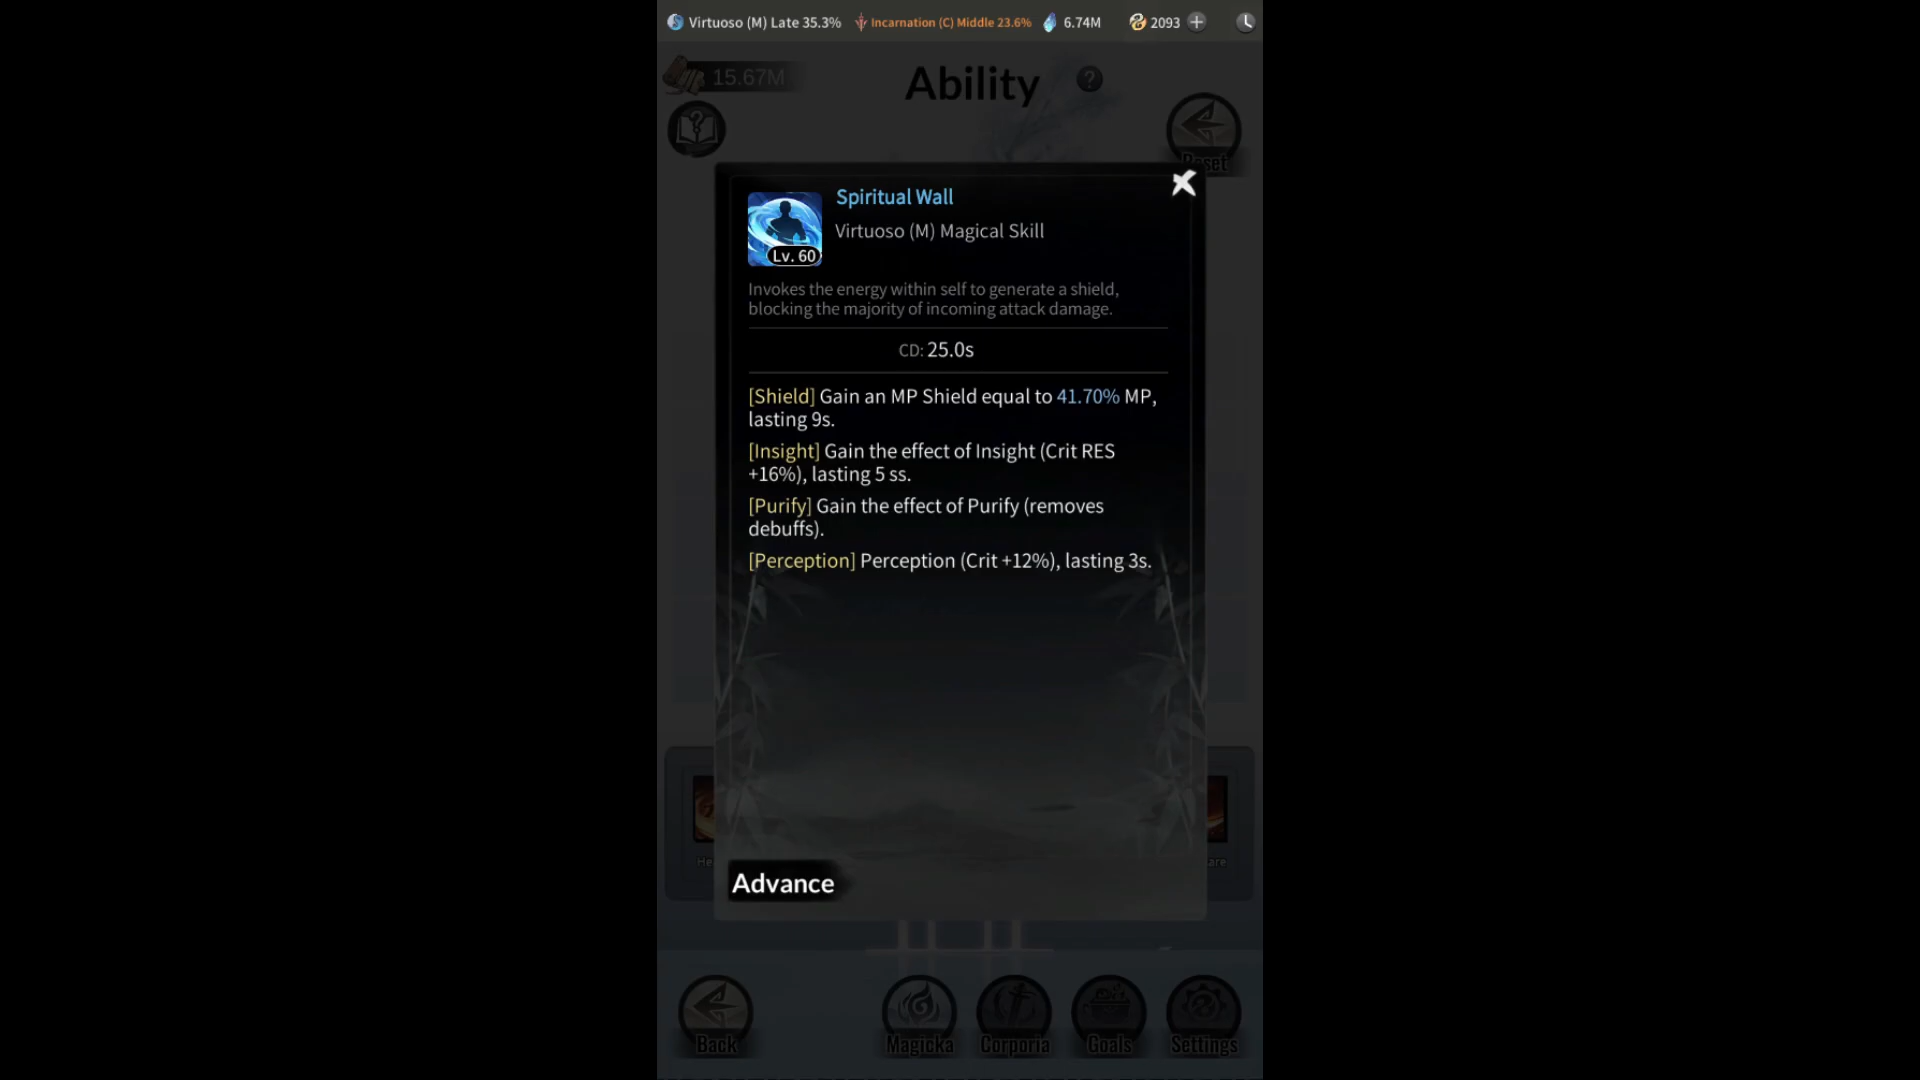 Virtuoso (M) Late 35.3% Incarnation (C) Middle 23.6% 6.74M 2093
15.67M
Ability ?
Reset
Spiritual Wall
Virtuoso (M) Magical Skill
Lv. 60
Invokes the energy within self to generate a shield,
blocking the majority of incoming attack damage.
CD: 25.0s
[Shield] Gain an MP Shield equal to 41.70% MP,
lasting 9s.
[Insight] Gain the effect of Insight (Crit RES
+16%), lasting 5 ss.
[Purify] Gain the effect of Purify (removes
debuffs).
[Perception] Perception (Crit +12%), lasting 3s.
Advance
Back Magicka Corporia Goals Settings